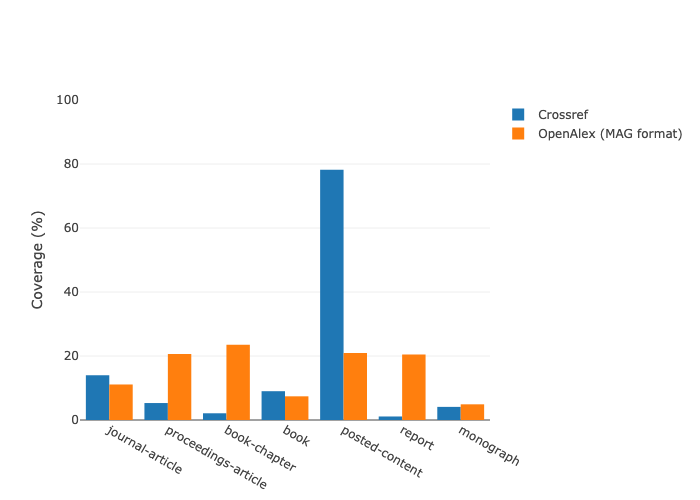 100
80
60
40
20
0
Coverage (%)
journal-article
proceedings-article
book-chapter
book
posted-content
report
monograph
Crossref
OpenAlex (MAG format)